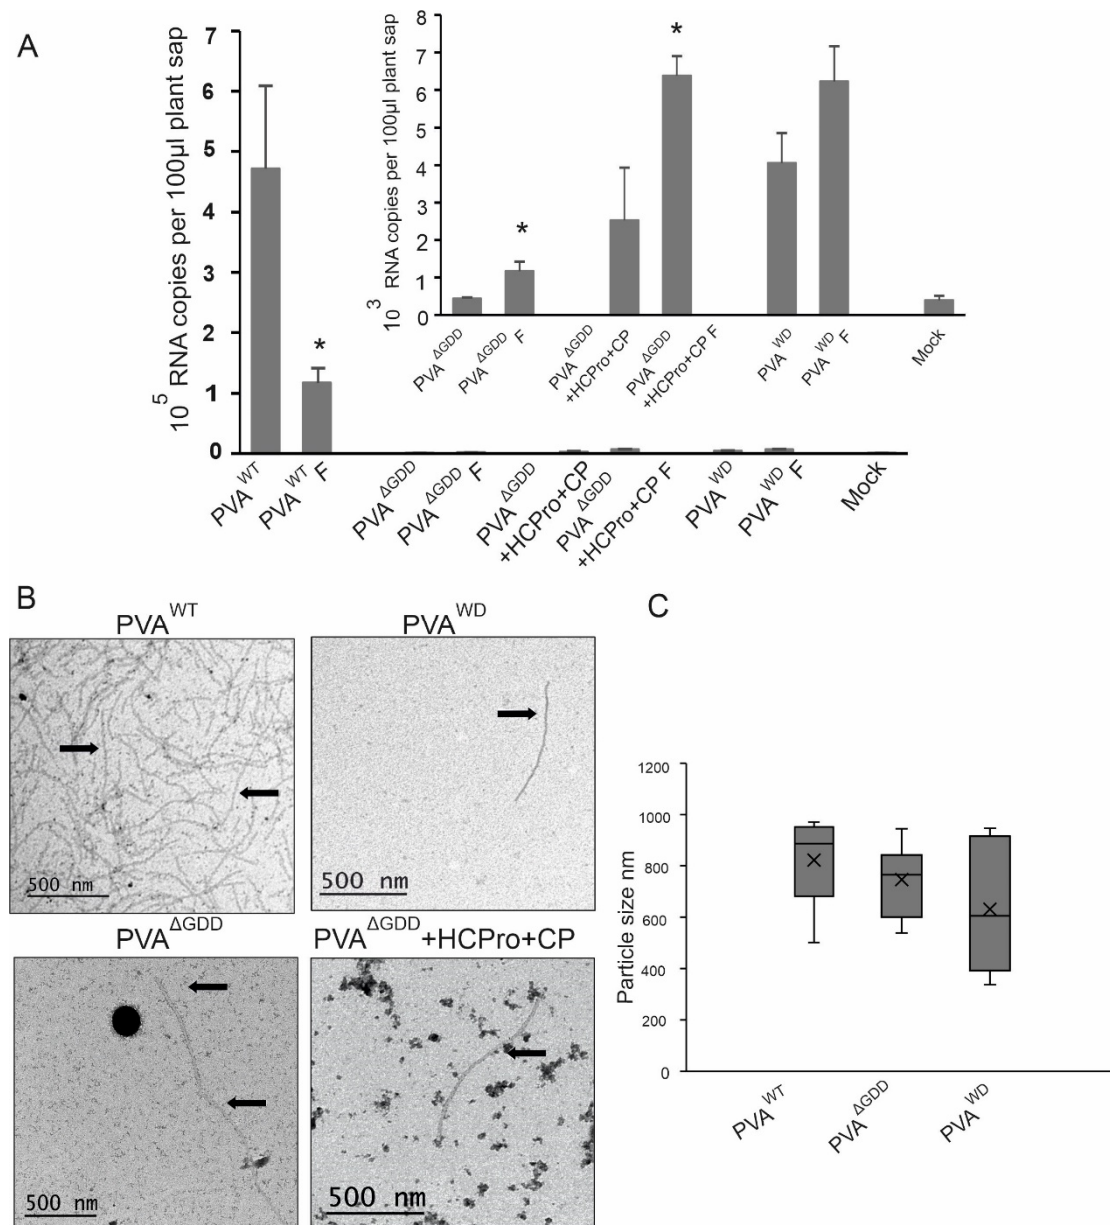 A
10⁵ RNA copies per 100µl plant sap
7
6
5
4
3
2
1
0
PVA^WT
PVA^WT F
PVA^ΔGDD
PVA^ΔGDD F
PVA^ΔGDD
+HCPro+CP
PVA^ΔGDD
+HCPro+CP F
PVA^WD
PVA^WD F
Mock
*
10³ RNA copies per 100µl plant sap
8
7
6
5
4
3
2
1
0
PVA^ΔGDD
PVA^ΔGDD
F
PVA^ΔGDD
+HCPro+CP
PVA^ΔGDD
+HCPro+CP F
PVA^WD
PVA^WD F
Mock
*
*
B
PVA^WT
500 nm
PVA^WD
500 nm
PVA^ΔGDD
500 nm
PVA^ΔGDD+HCPro+CP
500 nm
C
Particle size nm
1200
1000
800
600
400
200
0
PVA^WT
PVA^ΔGDD
PVA^WD